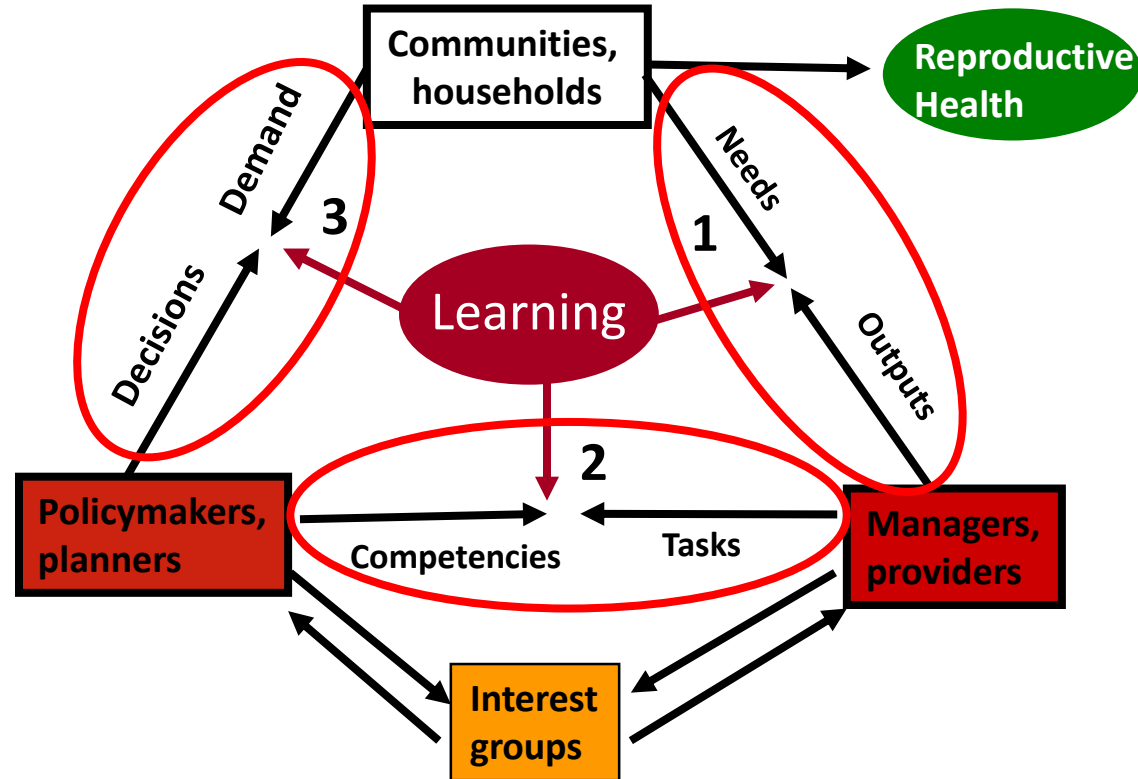 Communities,
households
Reproductive
Health
Demand
Needs
3
1
Learning
Decisions
Outputs
2
Policymakers,
planners
Managers,
providers
Competencies
Tasks
Interest
groups